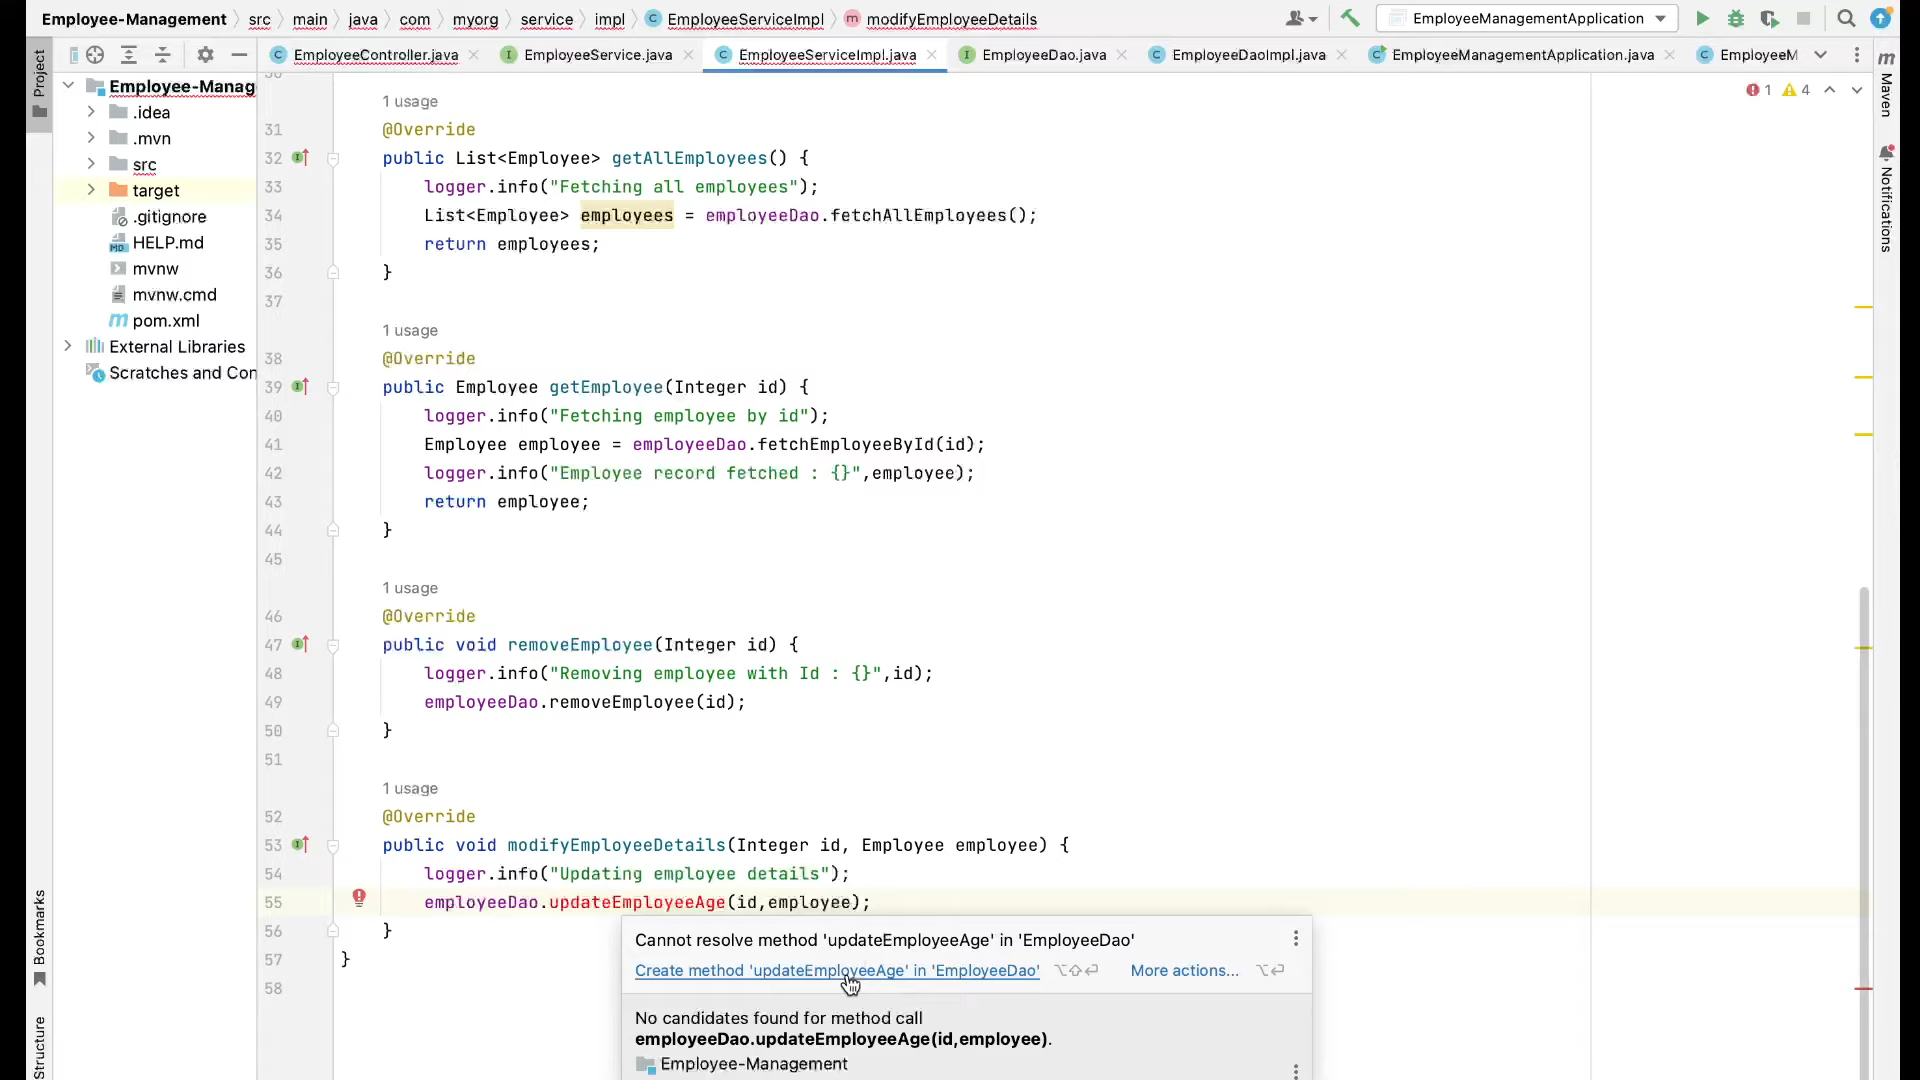 Employee-Management src main java com myorg service impl EmployeeServiceImpl modifyEmployeeDetails EmployeeManagementApplication
EmployeeController.java EmployeeService.java EmployeeServiceImpl.java EmployeeDao.java EmployeeDaoImpl.java EmployeeManagementApplication.java EmployeeM
Project
Employee-Manag
.idea
.mvn
src
target
.gitignore
HELP.md
mvnw
mvnw.cmd
pom.xml
External Libraries
Scratches and Con
Bookmarks
Structure
1 4
1 usage
31 @Override
32 public List<Employee> getAllEmployees() {
33 logger.info("Fetching all employees");
34 List<Employee> employees = employeeDao.fetchAllEmployees();
35 return employees;
36 }
37
1 usage
38 @Override
39 public Employee getEmployee(Integer id) {
40 logger.info("Fetching employee by id");
41 Employee employee = employeeDao.fetchEmployeeById(id);
42 logger.info("Employee record fetched : {}",employee);
43 return employee;
44 }
45
1 usage
46 @Override
47 public void removeEmployee(Integer id) {
48 logger.info("Removing employee with Id : {}",id);
49 employeeDao.removeEmployee(id);
50 }
51
1 usage
52 @Override
53 public void modifyEmployeeDetails(Integer id, Employee employee) {
54 logger.info("Updating employee details");
55 employeeDao.updateEmployeeAge(id,employee);
56 }
57 }
58
Cannot resolve method 'updateEmployeeAge' in 'EmployeeDao'
Create method 'updateEmployeeAge' in 'EmployeeDao' ⌥⇧⏎ More actions... ⌥⏎
No candidates found for method call
employeeDao.updateEmployeeAge(id,employee).
Employee-Management
Maven
Notifications